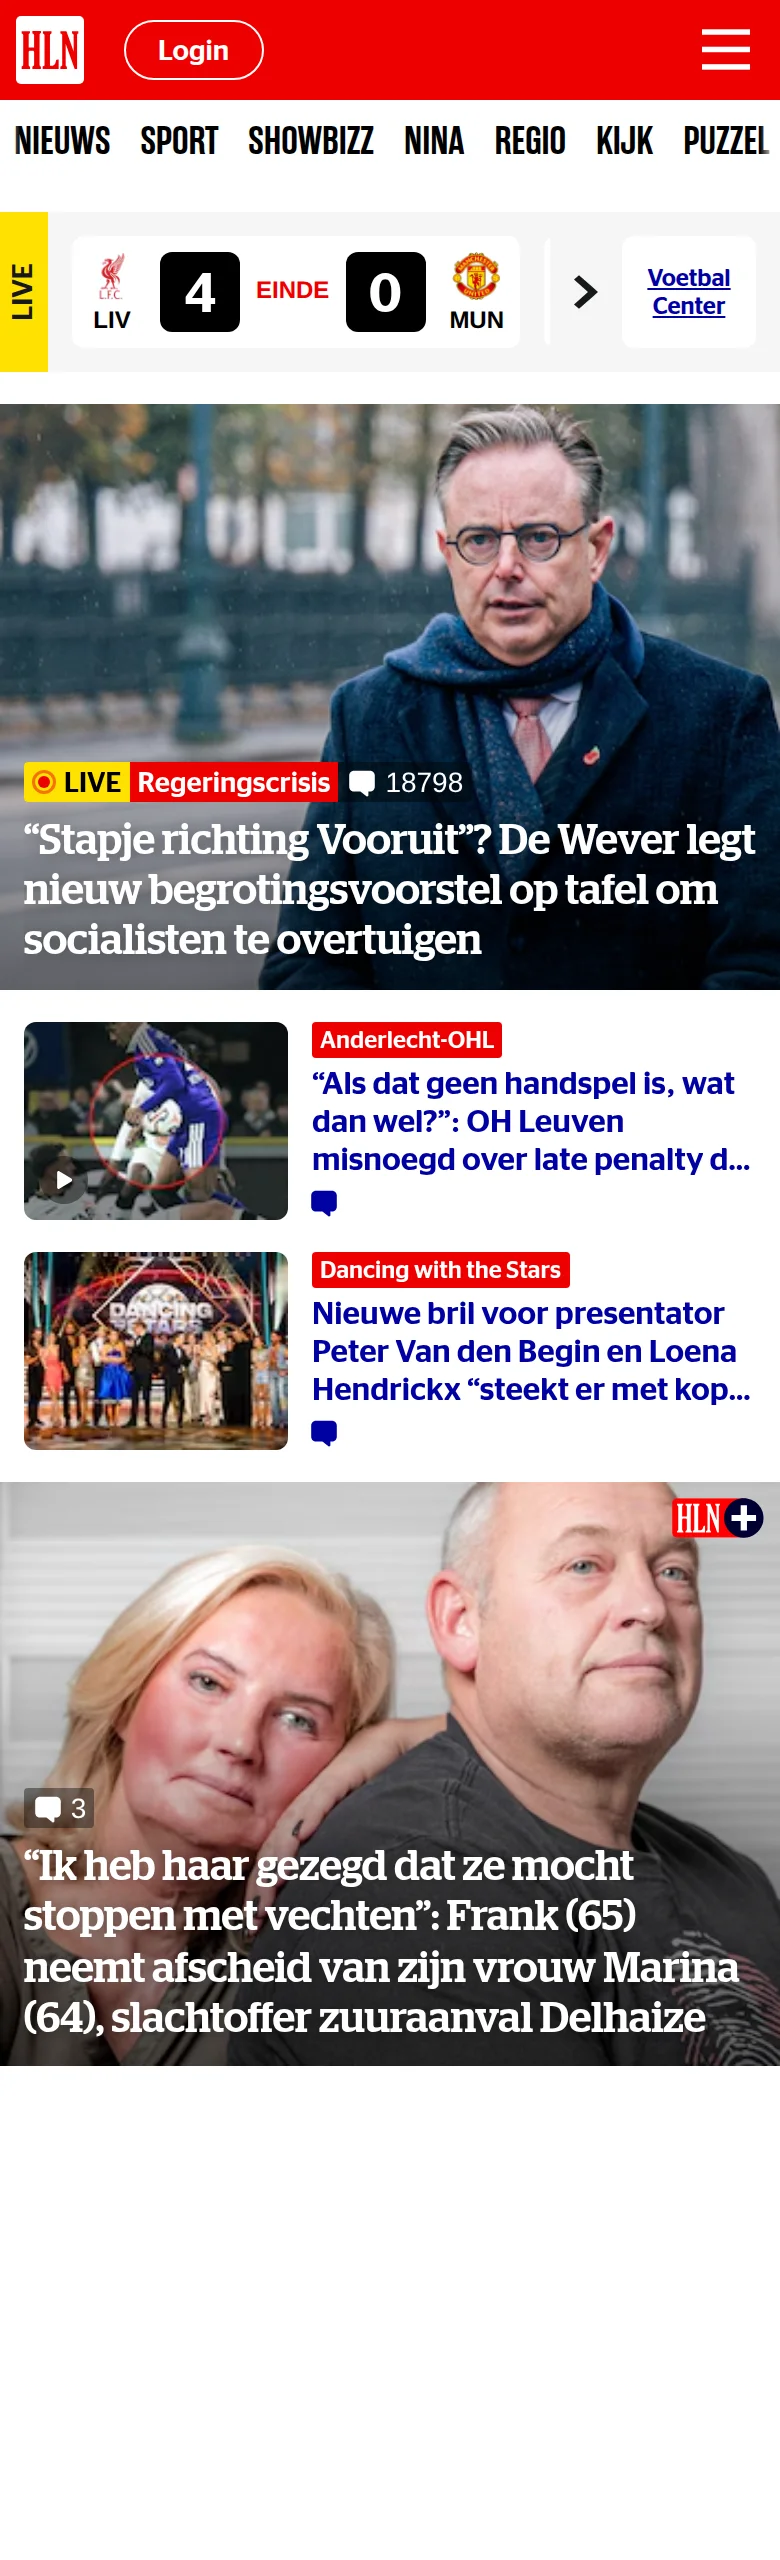 HLN
Login
NIEUWS SPORT SHOWBIZZ NINA REGIO KIJK PUZZEL
LIVE
L.F.C.
LIV
4
EINDE
0
MANCHESTER
UNITED
MUN
Voetbal
Center
LIVE Regeringscrisis 18798
“Stapje richting Vooruit”? De Wever legt
nieuw begrotingsvoorstel op tafel om
socialisten te overtuigen
Anderlecht-OHL
“Als dat geen handspel is, wat
dan wel?”: OH Leuven
misnoegd over late penalty d...
DANCING
STARS
Dancing with the Stars
Nieuwe bril voor presentator
Peter Van den Begin en Loena
Hendrickx “steekt er met kop...
HLN+
3
“Ik heb haar gezegd dat ze mocht
stoppen met vechten”: Frank (65)
neemt afscheid van zijn vrouw Marina
(64), slachtoffer zuuraanval Delhaize